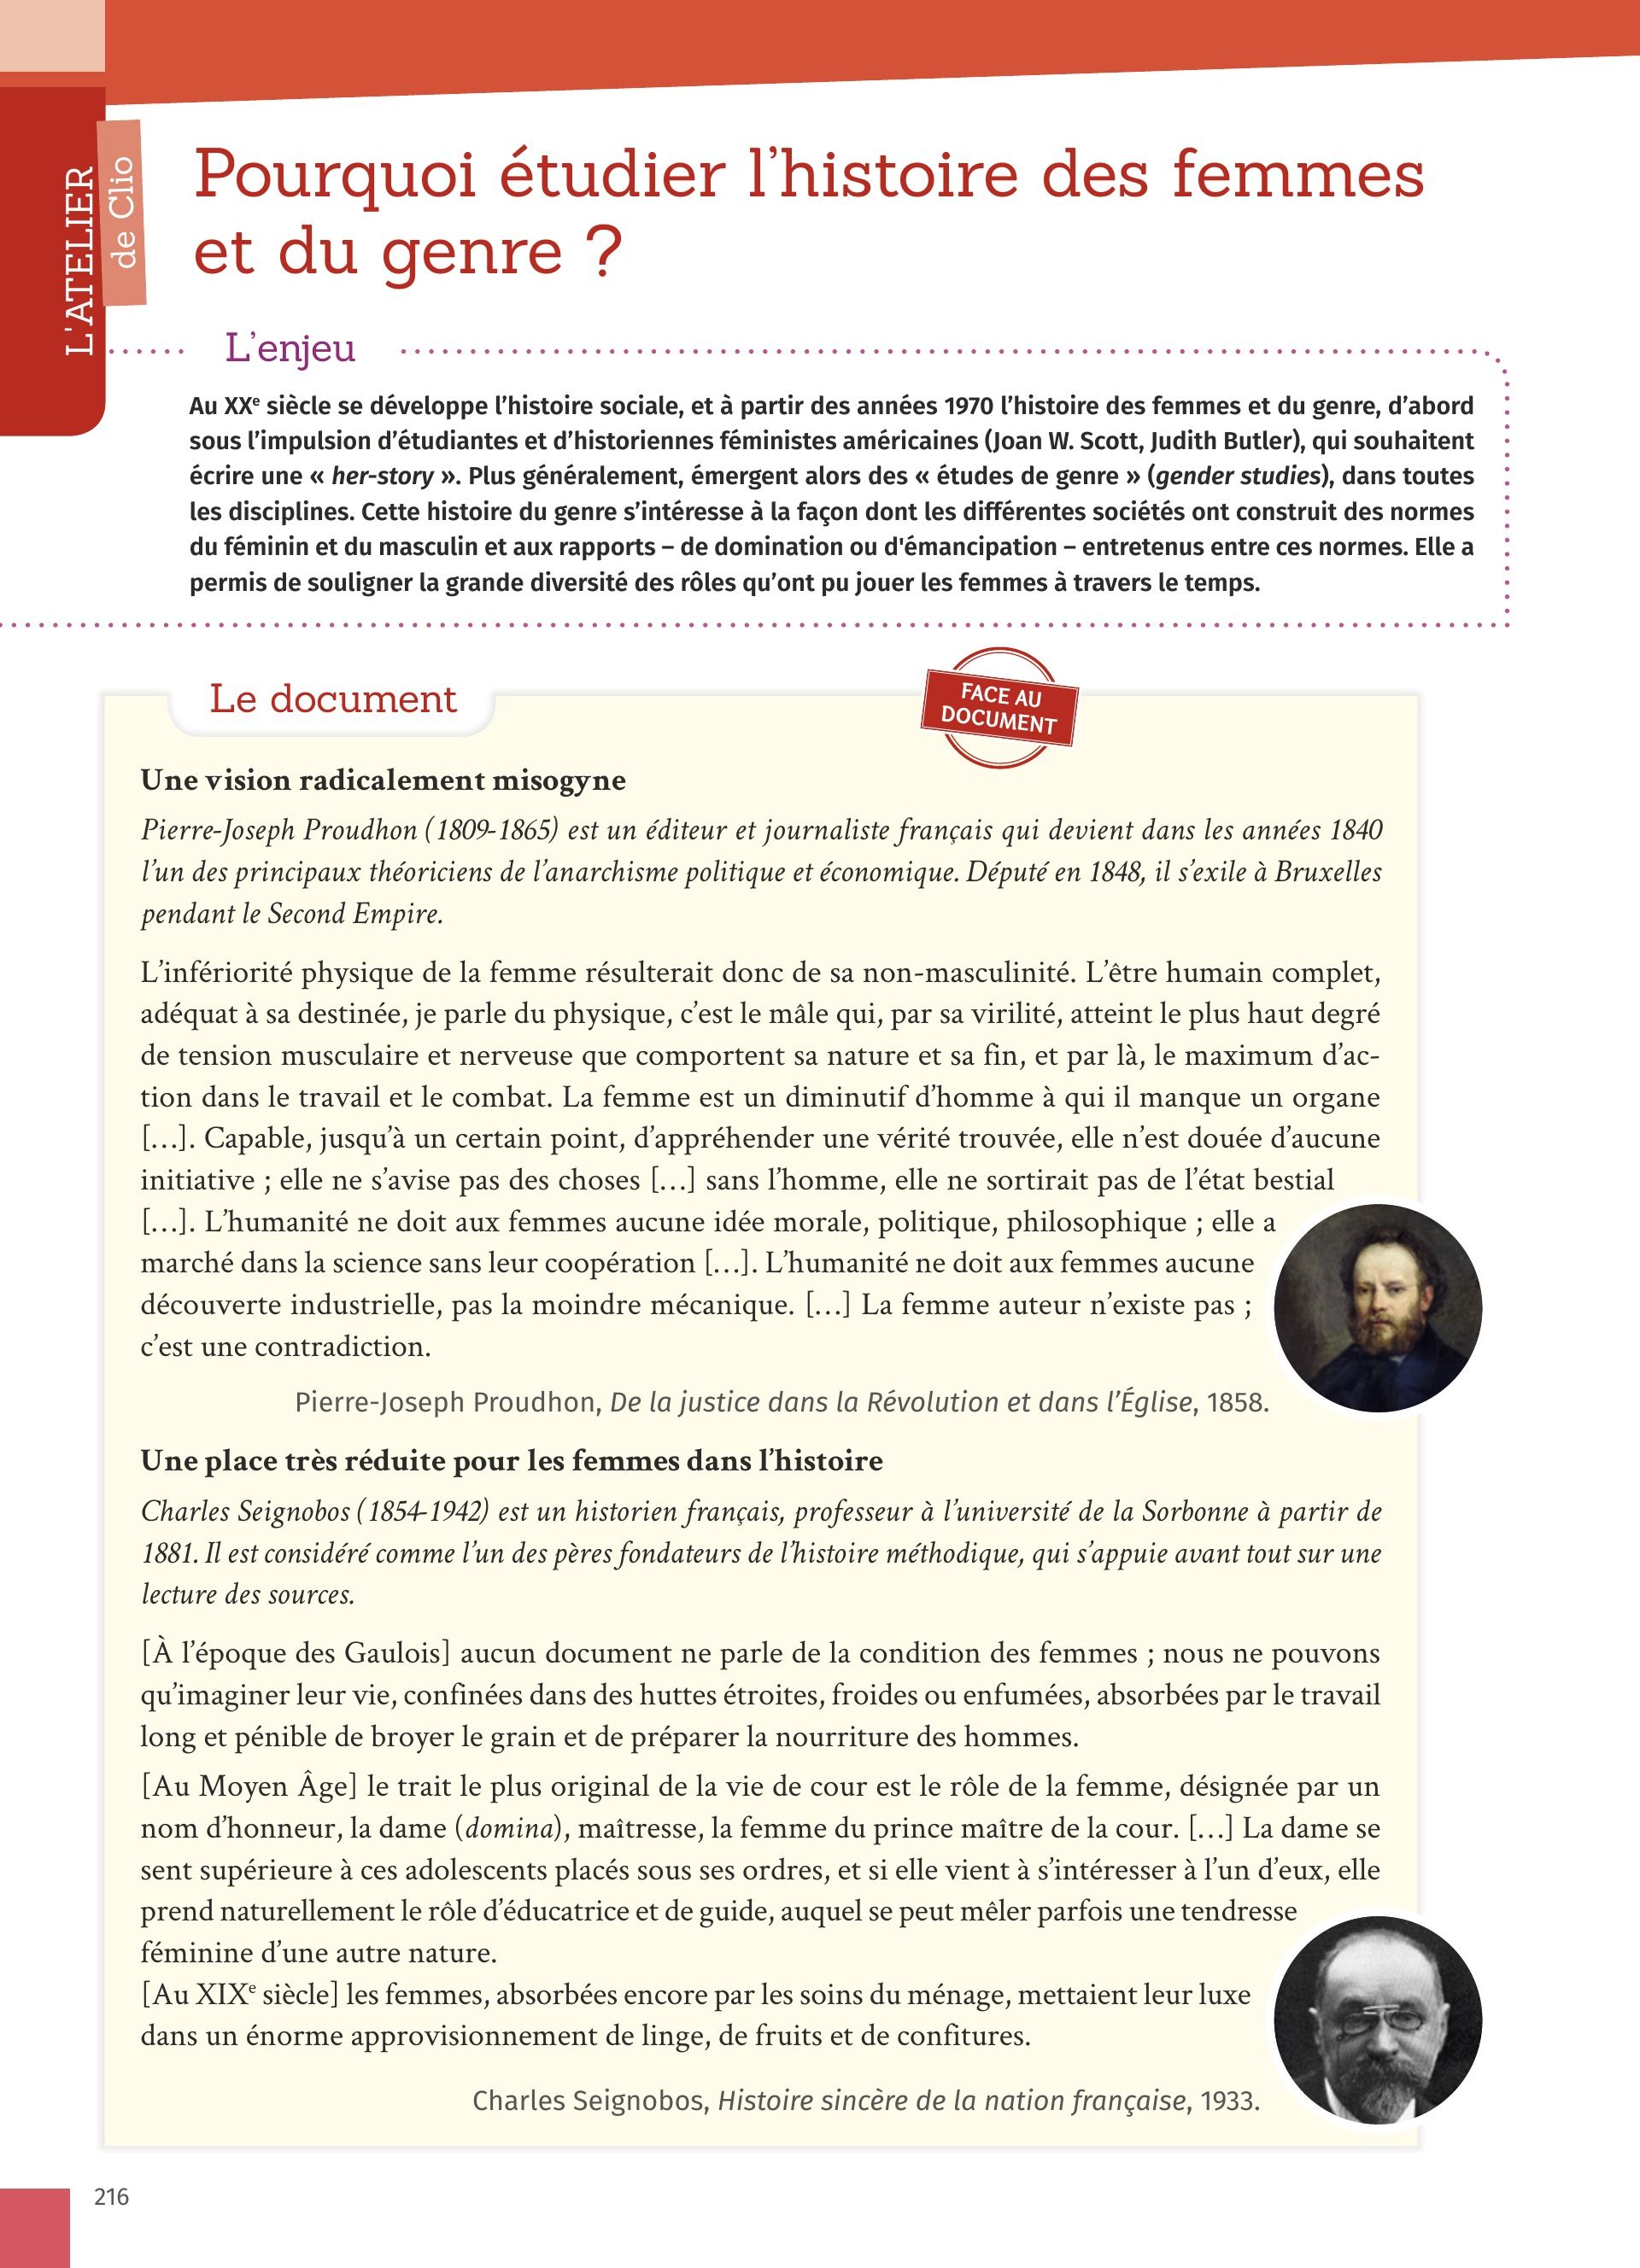 L'ATELIER
de Clio
Pourquoi étudier l’histoire des femmes
et du genre ?
L’enjeu
Au XXe siècle se développe l’histoire sociale, et à partir des années 1970 l’histoire des femmes et du genre, d’abord
sous l’impulsion d’étudiantes et d’historiennes féministes américaines (Joan W. Scott, Judith Butler), qui souhaitent
écrire une « her-story ». Plus généralement, émergent alors des « études de genre » (gender studies), dans toutes
les disciplines. Cette histoire du genre s’intéresse à la façon dont les différentes sociétés ont construit des normes
du féminin et du masculin et aux rapports – de domination ou d'émancipation – entretenus entre ces normes. Elle a
permis de souligner la grande diversité des rôles qu’ont pu jouer les femmes à travers le temps.
Le document
FACE AU
DOCUMENT
Une vision radicalement misogyne
Pierre-Joseph Proudhon (1809-1865) est un éditeur et journaliste français qui devient dans les années 1840
l’un des principaux théoriciens de l’anarchisme politique et économique. Député en 1848, il s’exile à Bruxelles
pendant le Second Empire.
L’infériorité physique de la femme résulterait donc de sa non-masculinité. L’être humain complet,
adéquat à sa destinée, je parle du physique, c’est le mâle qui, par sa virilité, atteint le plus haut degré
de tension musculaire et nerveuse que comportent sa nature et sa fin, et par là, le maximum d’ac-
tion dans le travail et le combat. La femme est un diminutif d’homme à qui il manque un organe
[…]. Capable, jusqu’à un certain point, d’appréhender une vérité trouvée, elle n’est douée d’aucune
initiative ; elle ne s’avise pas des choses […] sans l’homme, elle ne sortirait pas de l’état bestial
[…]. L’humanité ne doit aux femmes aucune idée morale, politique, philosophique ; elle a
marché dans la science sans leur coopération […]. L’humanité ne doit aux femmes aucune
découverte industrielle, pas la moindre mécanique. […] La femme auteur n’existe pas ;
c’est une contradiction.
Pierre-Joseph Proudhon, De la justice dans la Révolution et dans l’Église, 1858.
Une place très réduite pour les femmes dans l’histoire
Charles Seignobos (1854-1942) est un historien français, professeur à l’université de la Sorbonne à partir de
1881. Il est considéré comme l’un des pères fondateurs de l’histoire méthodique, qui s’appuie avant tout sur une
lecture des sources.
[À l’époque des Gaulois] aucun document ne parle de la condition des femmes ; nous ne pouvons
qu’imaginer leur vie, confinées dans des huttes étroites, froides ou enfumées, absorbées par le travail
long et pénible de broyer le grain et de préparer la nourriture des hommes.
[Au Moyen Âge] le trait le plus original de la vie de cour est le rôle de la femme, désignée par un
nom d’honneur, la dame (domina), maîtresse, la femme du prince maître de la cour. […] La dame se
sent supérieure à ces adolescents placés sous ses ordres, et si elle vient à s’intéresser à l’un d’eux, elle
prend naturellement le rôle d’éducatrice et de guide, auquel se peut mêler parfois une tendresse
féminine d’une autre nature.
[Au XIXe siècle] les femmes, absorbées encore par les soins du ménage, mettaient leur luxe
dans un énorme approvisionnement de linge, de fruits et de confitures.
Charles Seignobos, Histoire sincère de la nation française, 1933.
216